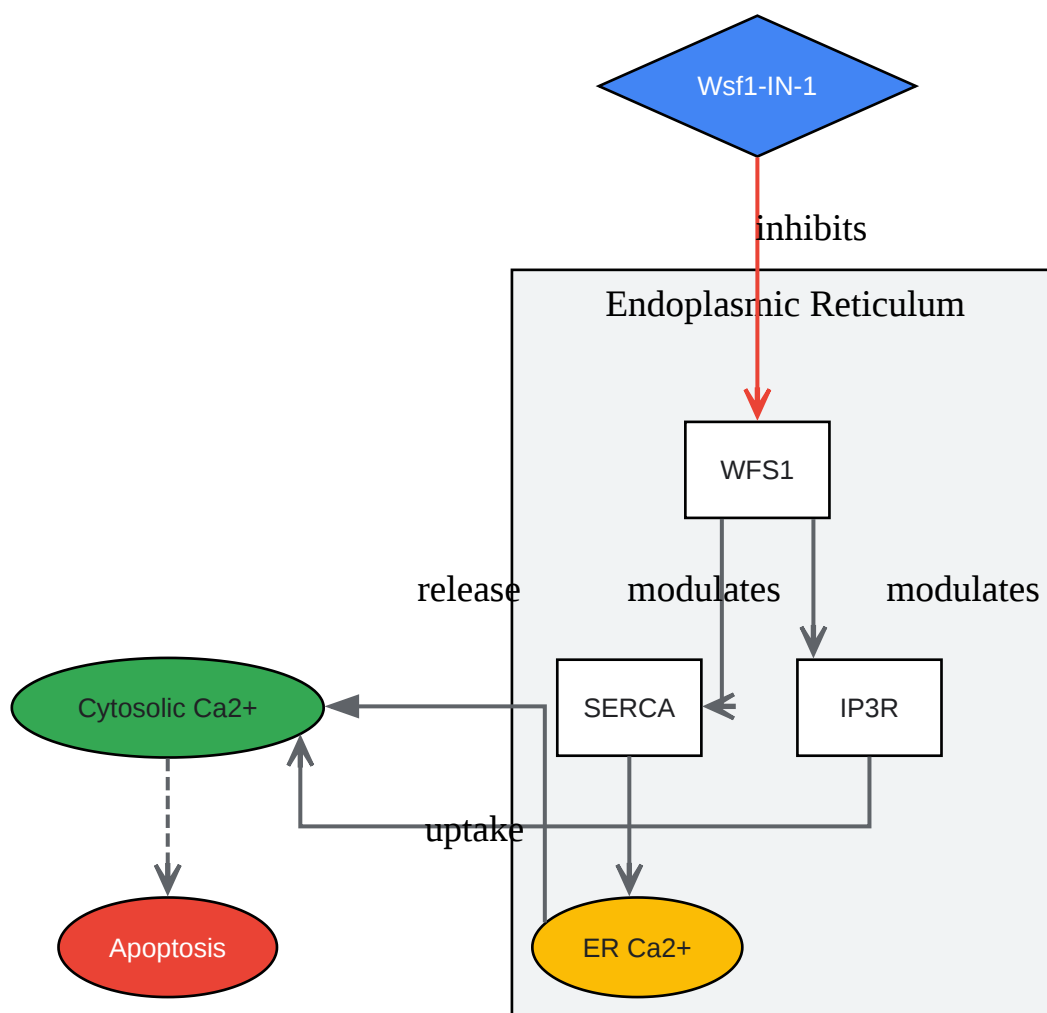 Wsf1-IN-1
inhibits
Endoplasmic Reticulum
WFS1
release
modulates
modulates
Cytosolic Ca2+
SERCA
IP3R
uptake
Apoptosis
ER Ca2+